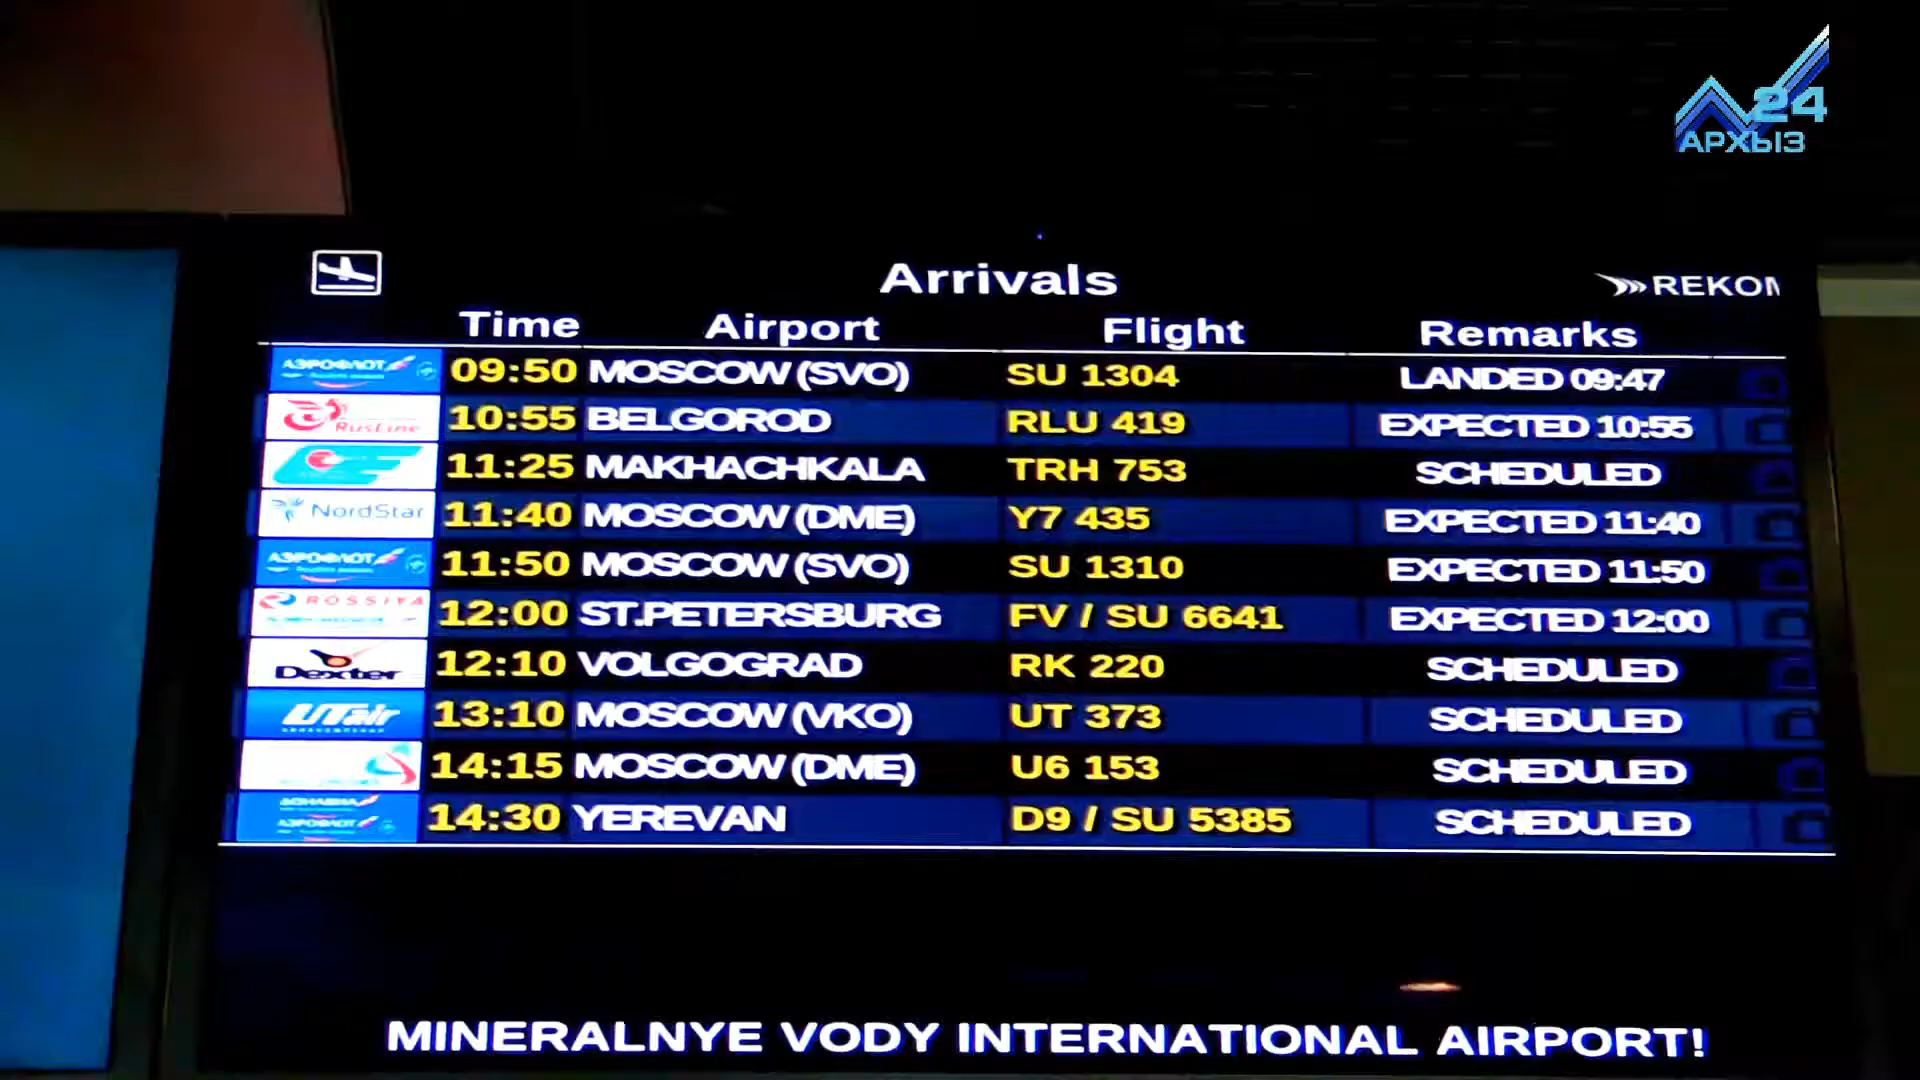 24
АРХЫЗ
Arrivals
REKOM
Time Airport Flight Remarks
АЭРОФЛОТ 09:50 MOSCOW (SVO) SU 1304 LANDED 09:47
RusLine 10:55 BELGOROD RLU 419 EXPECTED 10:55
11:25 MAKHACHKALA TRH 753 SCHEDULED
NordStar 11:40 MOSCOW (DME) Y7 435 EXPECTED 11:40
АЭРОФЛОТ 11:50 MOSCOW (SVO) SU 1310 EXPECTED 11:50
ROSSIYA 12:00 ST.PETERSBURG FV / SU 6641 EXPECTED 12:00
Dexter 12:10 VOLGOGRAD RK 220 SCHEDULED
UTair 13:10 MOSCOW (VKO) UT 373 SCHEDULED
14:15 MOSCOW (DME) U6 153 SCHEDULED
АЭРОФЛОТ 14:30 YEREVAN D9 / SU 5385 SCHEDULED
MINERALNYE VODY INTERNATIONAL AIRPORT!